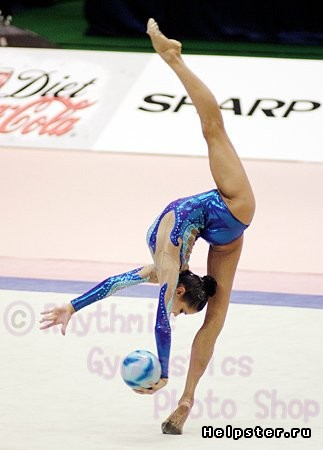 Diet
Coca-Cola
SHARP
© Rhythmic
Gymnastics
Photo Shop
Helpster.ru